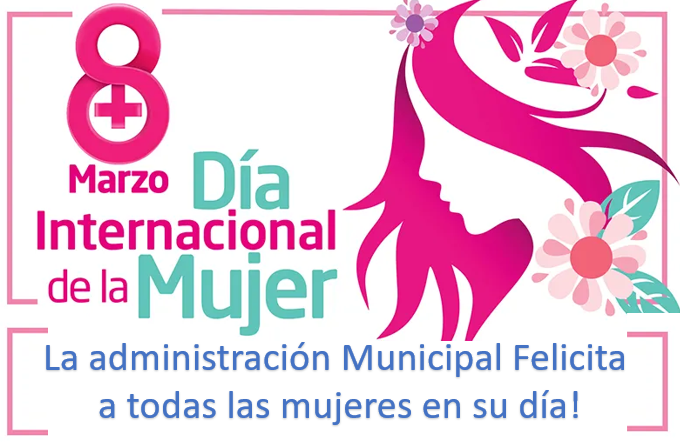 8
Marzo
Día
Internacional
de la Mujer
La administración Municipal Felicita
a todas las mujeres en su día!